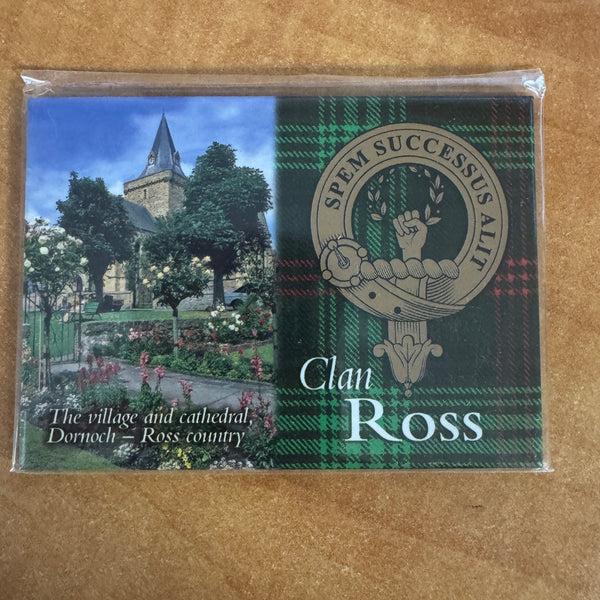 SPEM SUCCESSUS ALIT
Clan
Ross
The village and cathedral,
Dornoch – Ross country